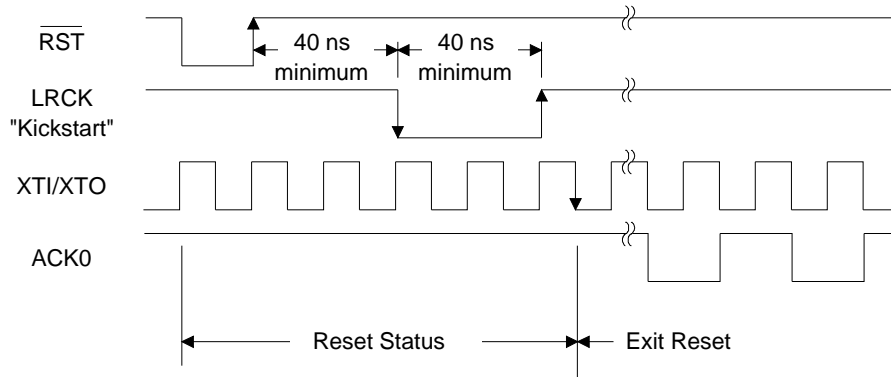 RST
40 ns
minimum
40 ns
minimum
LRCK
"Kickstart"
XTI/XTO
ACK0
Reset Status
Exit Reset